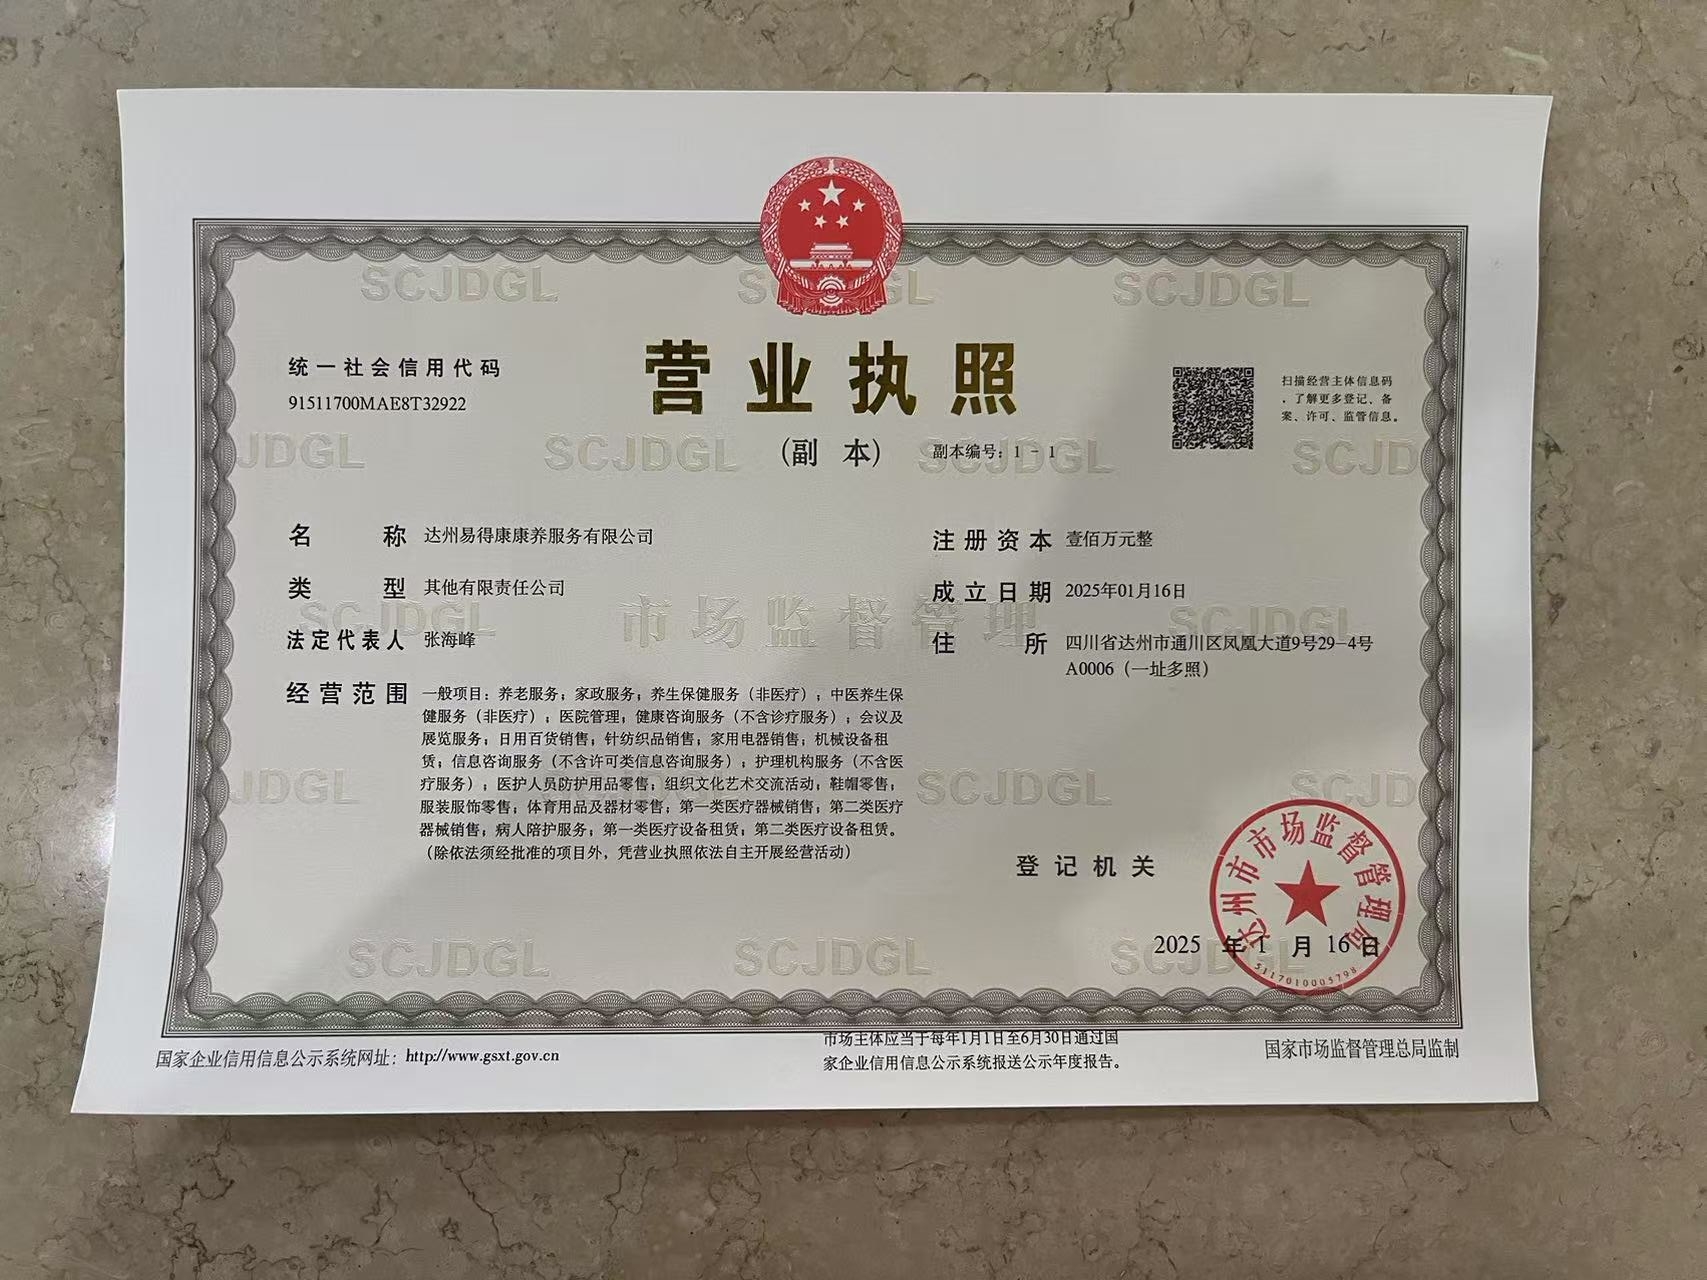 SCJDGL
SCJDGL
营业执照
(副 本)
副本编号：1-1
统一社会信用代码
91511700MAE8T32922
扫描经营主体信息码
，了解更多登记、备
案、许可、监管信息。
JDGL SCJDGL SCJDGL SCJD
名 称 达州易得康康养服务有限公司
类 型 其他有限责任公司
法定代表人 张海峰
经营范围 一般项目：养老服务；家政服务；养生保健服务（非医疗）；中医养生保
健服务（非医疗）；医院管理；健康咨询服务（不含诊疗服务）；会议及
展览服务；日用百货销售；针纺织品销售；家用电器销售；机械设备租
赁；信息咨询服务（不含许可类信息咨询服务）；护理机构服务（不含医
疗服务）；医护人员防护用品零售；组织文化艺术交流活动；鞋帽零售；
服装服饰零售；体育用品及器材零售；第一类医疗器械销售；第二类医疗
器械销售；病人陪护服务；第一类医疗设备租赁；第二类医疗设备租赁。
（除依法须经批准的项目外，凭营业执照依法自主开展经营活动）
注册资本 壹佰万元整
成立日期 2025年01月16日
住 所 四川省达州市通川区凤凰大道9号29-4号
A0006（一址多照）
SCJDGL 市场监督管理 SCJDGL
JDGL SCJDGL SCJD
登记机关
达州市市场监督管理局
2025 年 1 月 16 日
5117010005798
SCJDGL SCJDGL SCJDGL
国家企业信用信息公示系统网址：http://www.gsxt.gov.cn
市场主体应当于每年1月1日至6月30日通过国
家企业信用信息公示系统报送公示年度报告。
国家市场监督管理总局监制